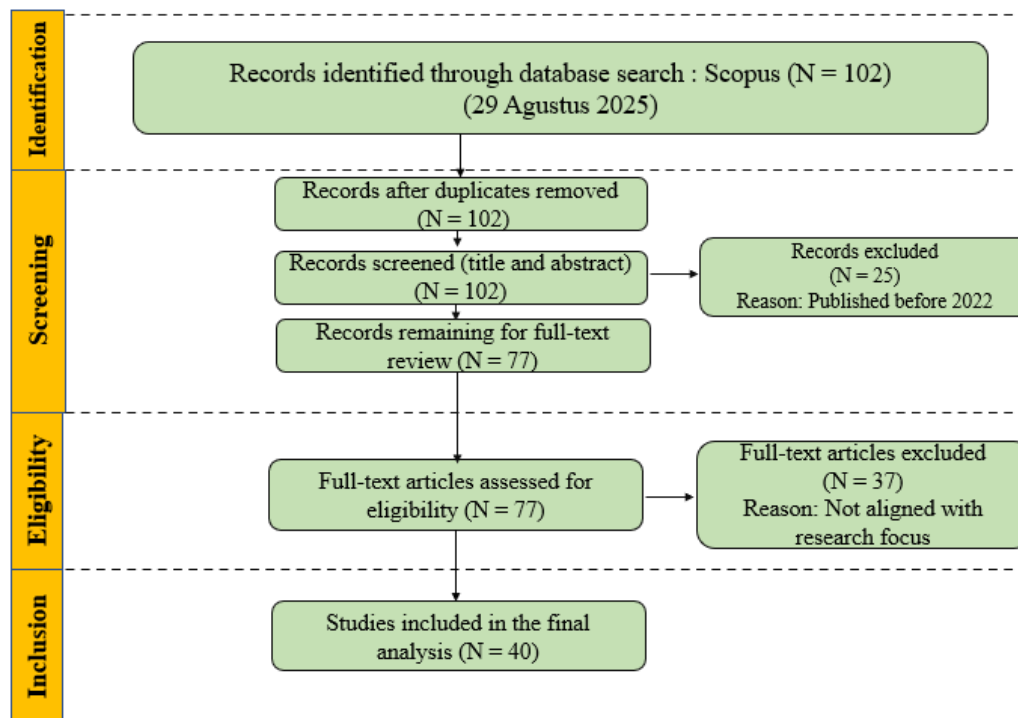 Identification
Records identified through database search : Scopus (N = 102)
(29 Agustus 2025)
Screening
Records after duplicates removed
(N = 102)
Records screened (title and abstract)
(N = 102)
Records excluded
(N = 25)
Reason: Published before 2022
Records remaining for full-text
review (N = 77)
Eligibility
Full-text articles assessed for
eligibility (N = 77)
Full-text articles excluded
(N = 37)
Reason: Not aligned with
research focus
Inclusion
Studies included in the final
analysis (N = 40)